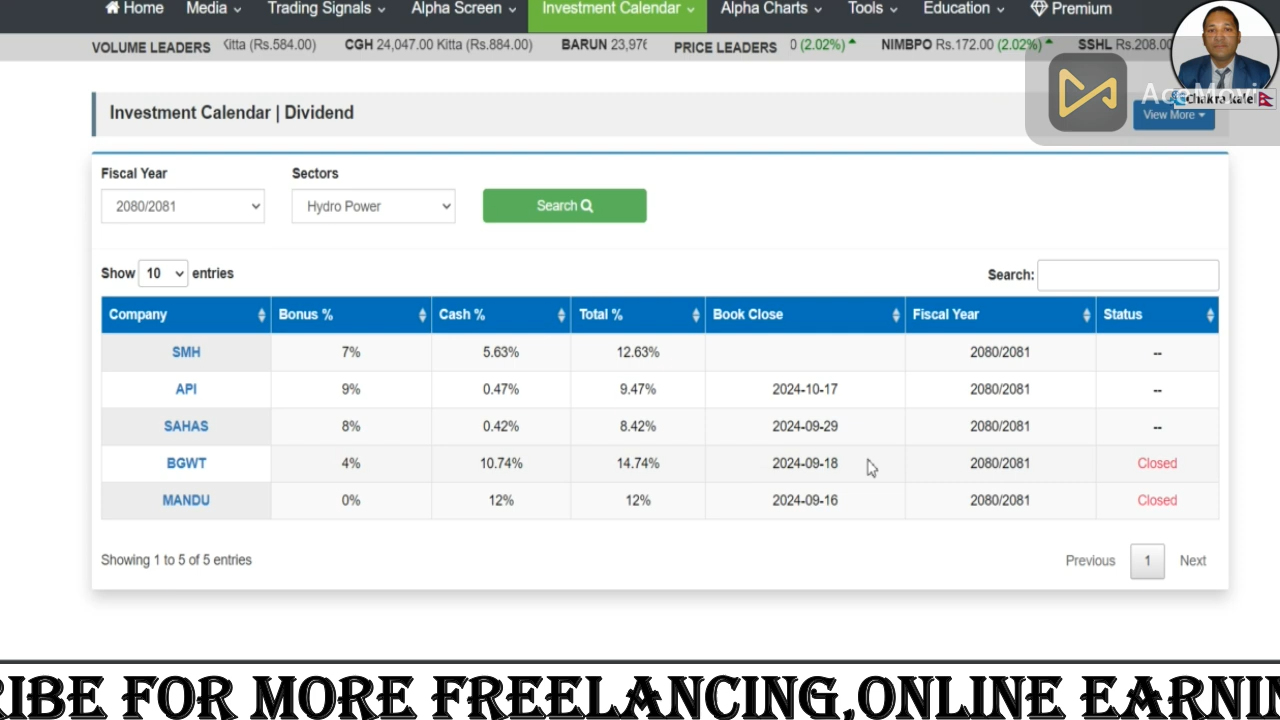 Home Media Trading Signals Alpha Screen Investment Calendar Alpha Charts Tools Education Premium
VOLUME LEADERS Kitta (Rs.584.00) CGH 24,047.00 Kitta (Rs.884.00) BARUN 23,976 PRICE LEADERS 0 (2.02%) NIMBPO Rs.172.00 (2.02%) SSHL Rs.208.00
Chakra
Investment Calendar | Dividend
View More
Fiscal Year Sectors
2080/2081 Hydro Power Search
Show 10 entries Search:
Company Bonus % Cash % Total % Book Close Fiscal Year Status
SMH 7% 5.63% 12.63% 2080/2081 --
API 9% 0.47% 9.47% 2024-10-17 2080/2081 --
SAHAS 8% 0.42% 8.42% 2024-09-29 2080/2081 --
BGWT 4% 10.74% 14.74% 2024-09-18 2080/2081 Closed
MANDU 0% 12% 12% 2024-09-16 2080/2081 Closed
Showing 1 to 5 of 5 entries Previous 1 Next
RIBE FOR MORE FREELANCING,ONLINE EARNIN